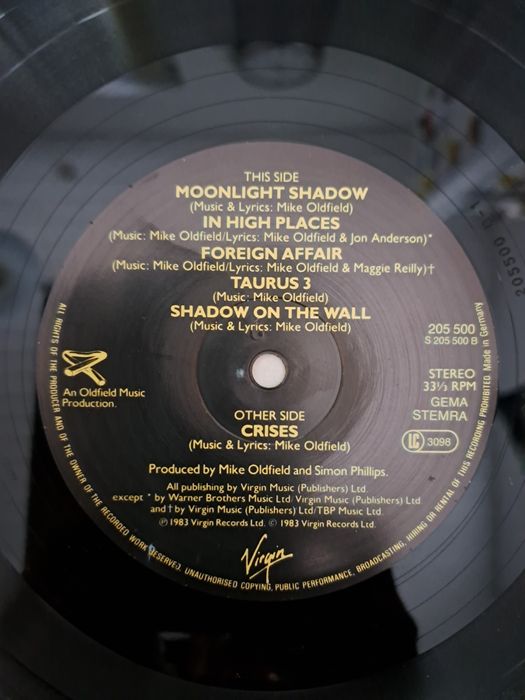 THIS SIDE
MOONLIGHT SHADOW
(Music & Lyrics: Mike Oldfield)
IN HIGH PLACES
(Music: Mike Oldfield/Lyrics: Mike Oldfield & Jon Anderson)*
FOREIGN AFFAIR
(Music: Mike Oldfield/Lyrics: Mike Oldfield & Maggie Reilly)†
TAURUS 3
(Music: Mike Oldfield)
SHADOW ON THE WALL
(Music & Lyrics: Mike Oldfield)
205 500
S 205 500 B
An Oldfield Music
Production.
STEREO
33⅓ RPM
GEMA
STEMRA
LC 3098
OTHER SIDE
CRISES
(Music & Lyrics: Mike Oldfield)
Produced by Mike Oldfield and Simon Phillips.
All publishing by Virgin Music (Publishers) Ltd.
except * by Warner Brothers Music Ltd/Virgin Music (Publishers) Ltd
and † by Virgin Music (Publishers) Ltd/TBP Music Ltd.
℗ 1983 Virgin Records Ltd. © 1983 Virgin Records Ltd.
Virgin
ALL RIGHTS OF THE PRODUCER AND OF THE OWNER OF THE RECORDED WORK RESERVED. UNAUTHORISED COPYING, PUBLIC PERFORMANCE, BROADCASTING, HIRING OR RENTAL OF THIS RECORDING PROHIBITED. Made in Germany